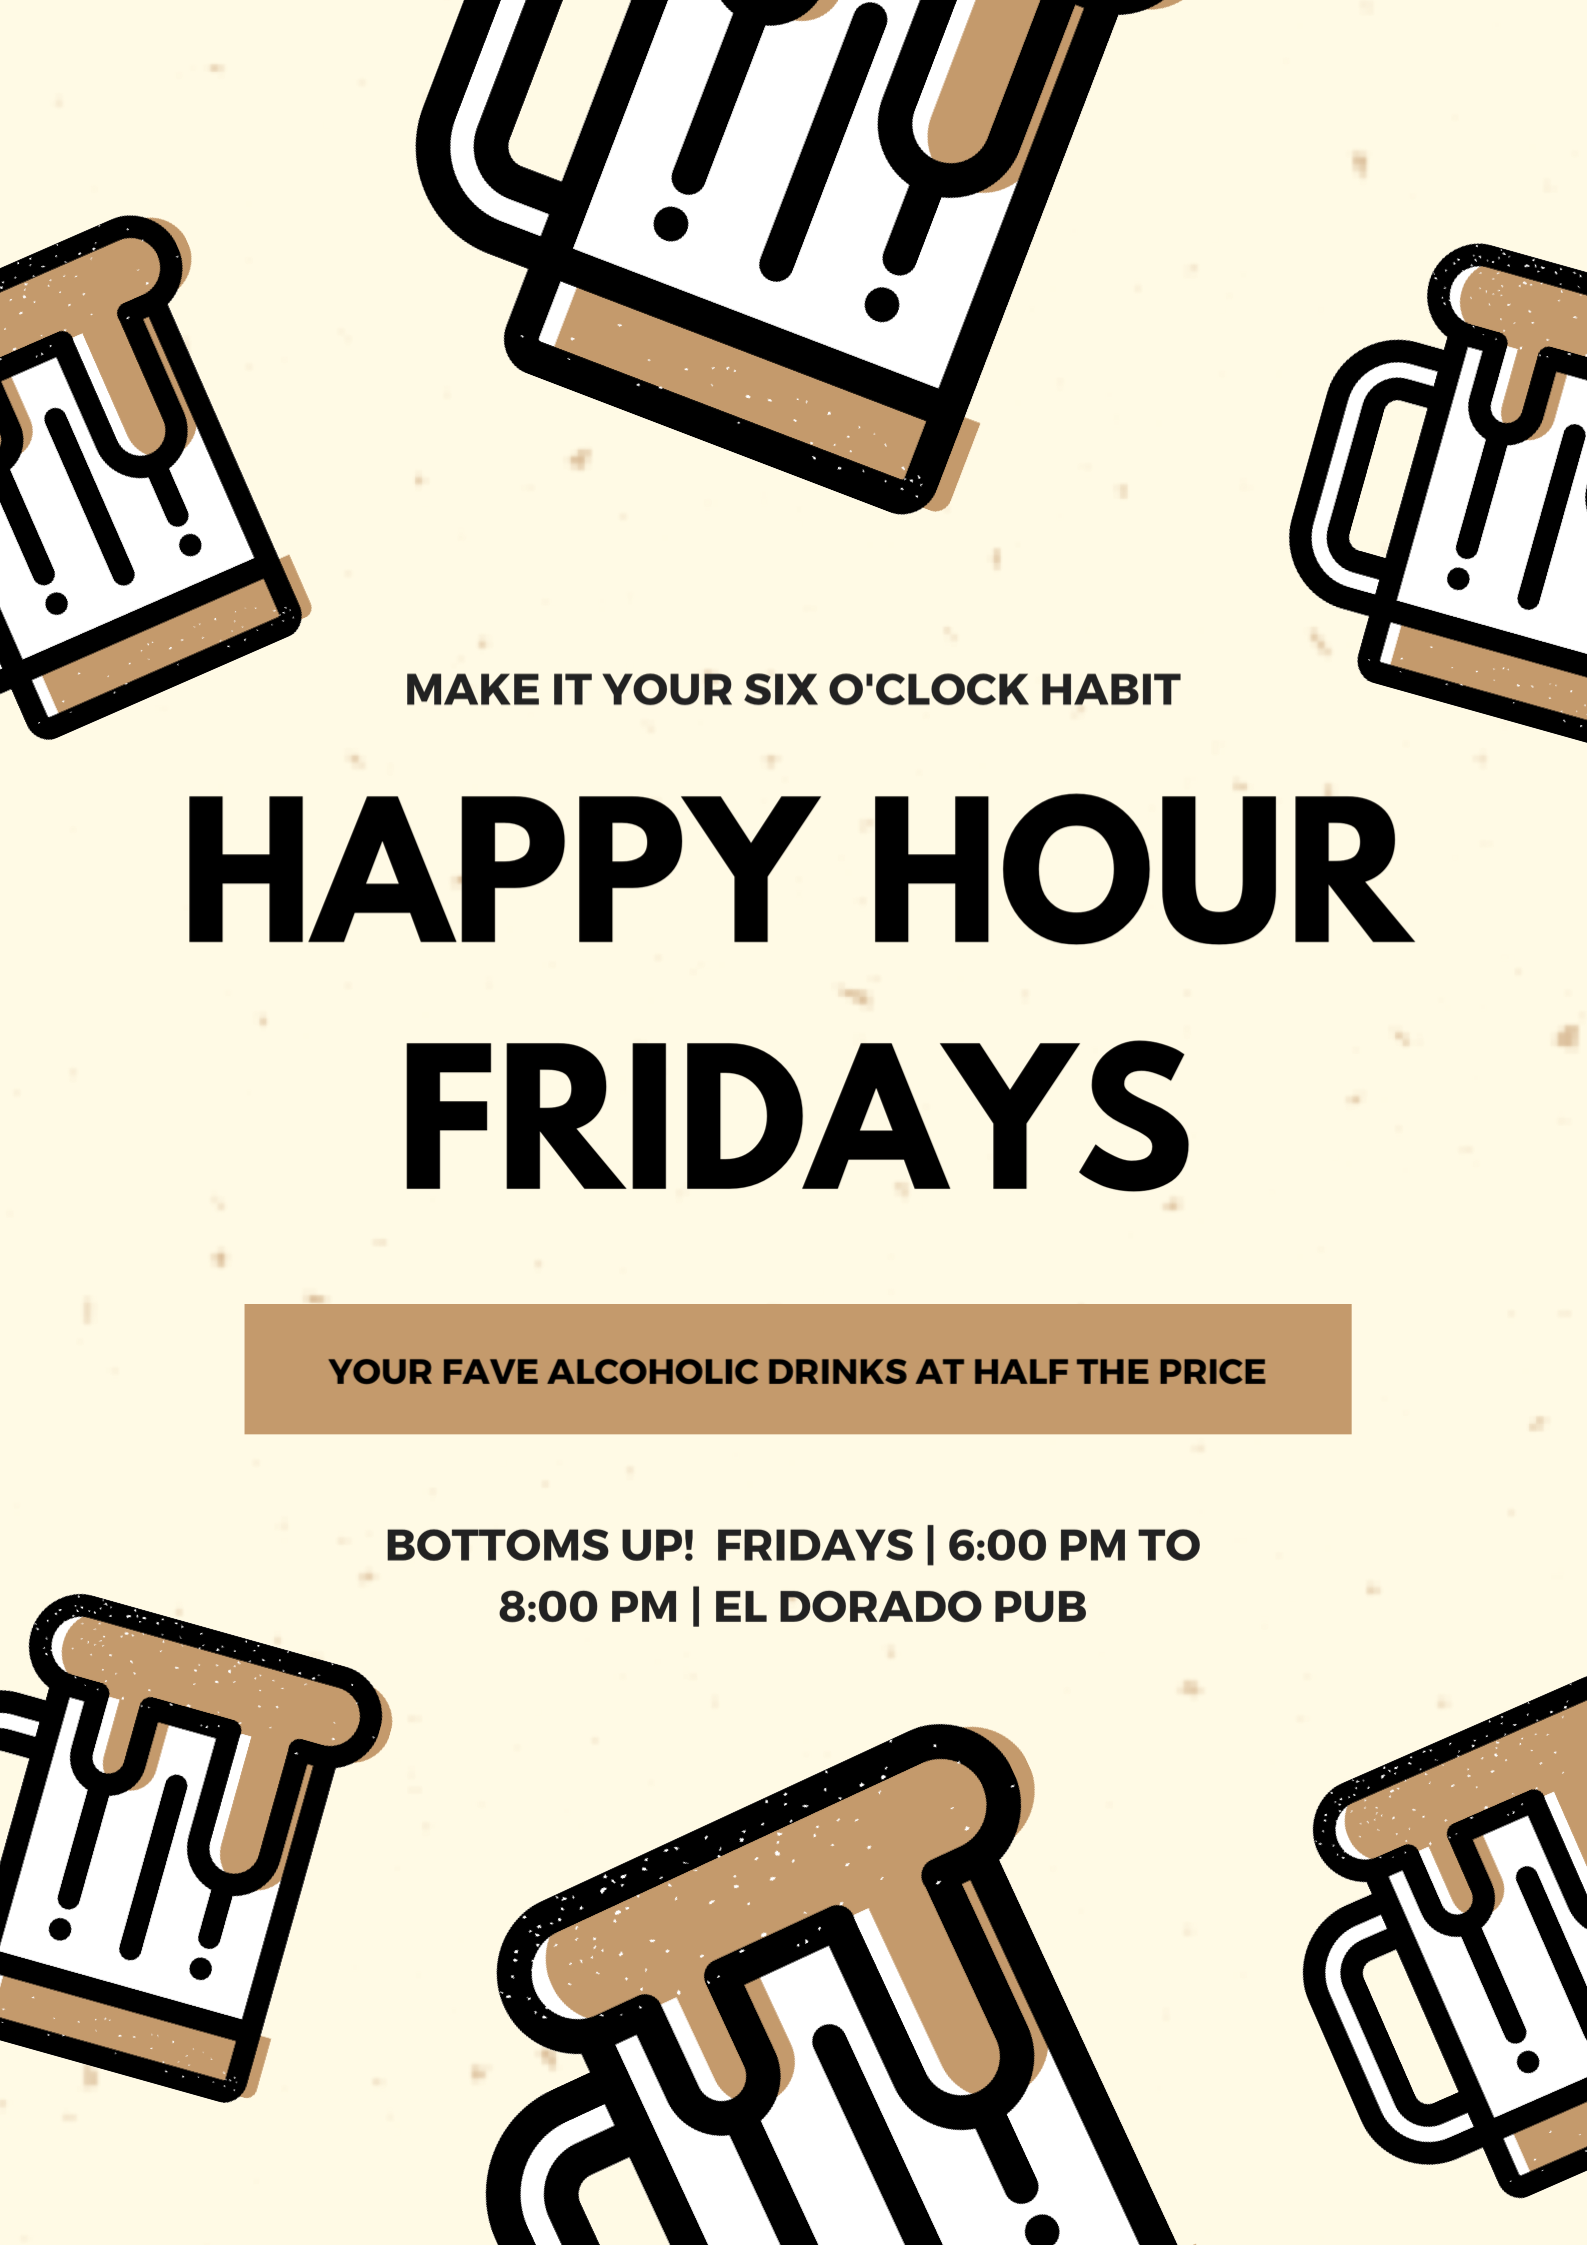 MAKE IT YOUR SIX O'CLOCK HABIT
HAPPY HOUR
FRIDAYS
YOUR FAVE ALCOHOLIC DRINKS AT HALF THE PRICE
BOTTOMS UP!  FRIDAYS | 6:00 PM TO
8:00 PM | EL DORADO PUB